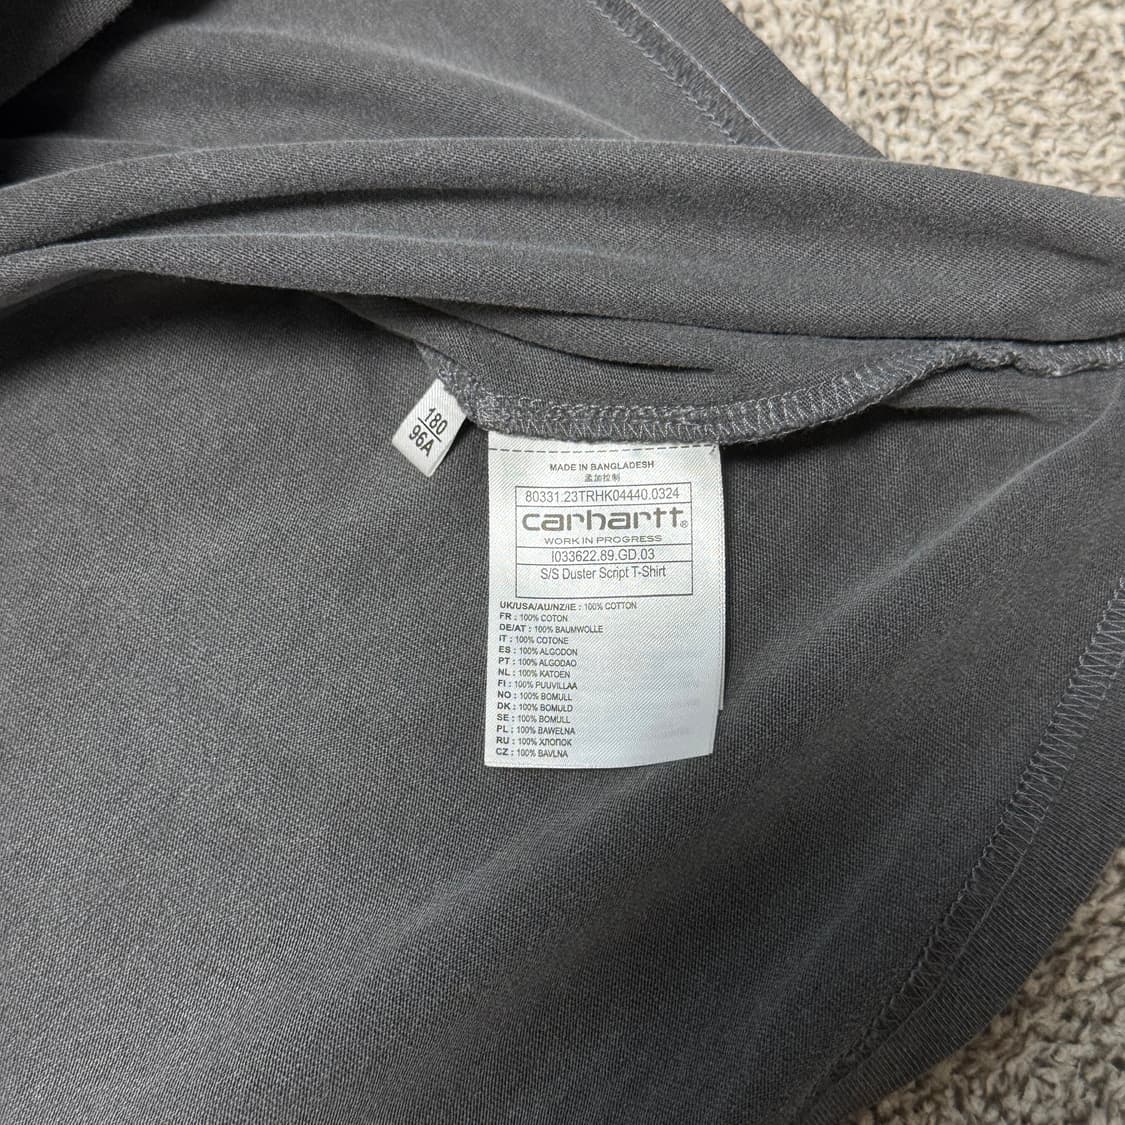 180
96A
MADE IN BANGLADESH
孟加拉制
80331.23TRHK04440.0324
carhartt®
WORK IN PROGRESS
I033622.89.GD.03
S/S Duster Script T-Shirt
UK/USA/AU/NZ/IE : 100% COTTON
FR : 100% COTON
DE/AT : 100% BAUMWOLLE
IT : 100% COTONE
ES : 100% ALGODON
PT : 100% ALGODAO
NL : 100% KATOEN
FI : 100% PUUVILLAA
NO : 100% BOMULL
DK : 100% BOMULD
SE : 100% BOMULL
PL : 100% BAWEŁNA
RU : 100% ХЛОПОК
CZ : 100% BAVLNA